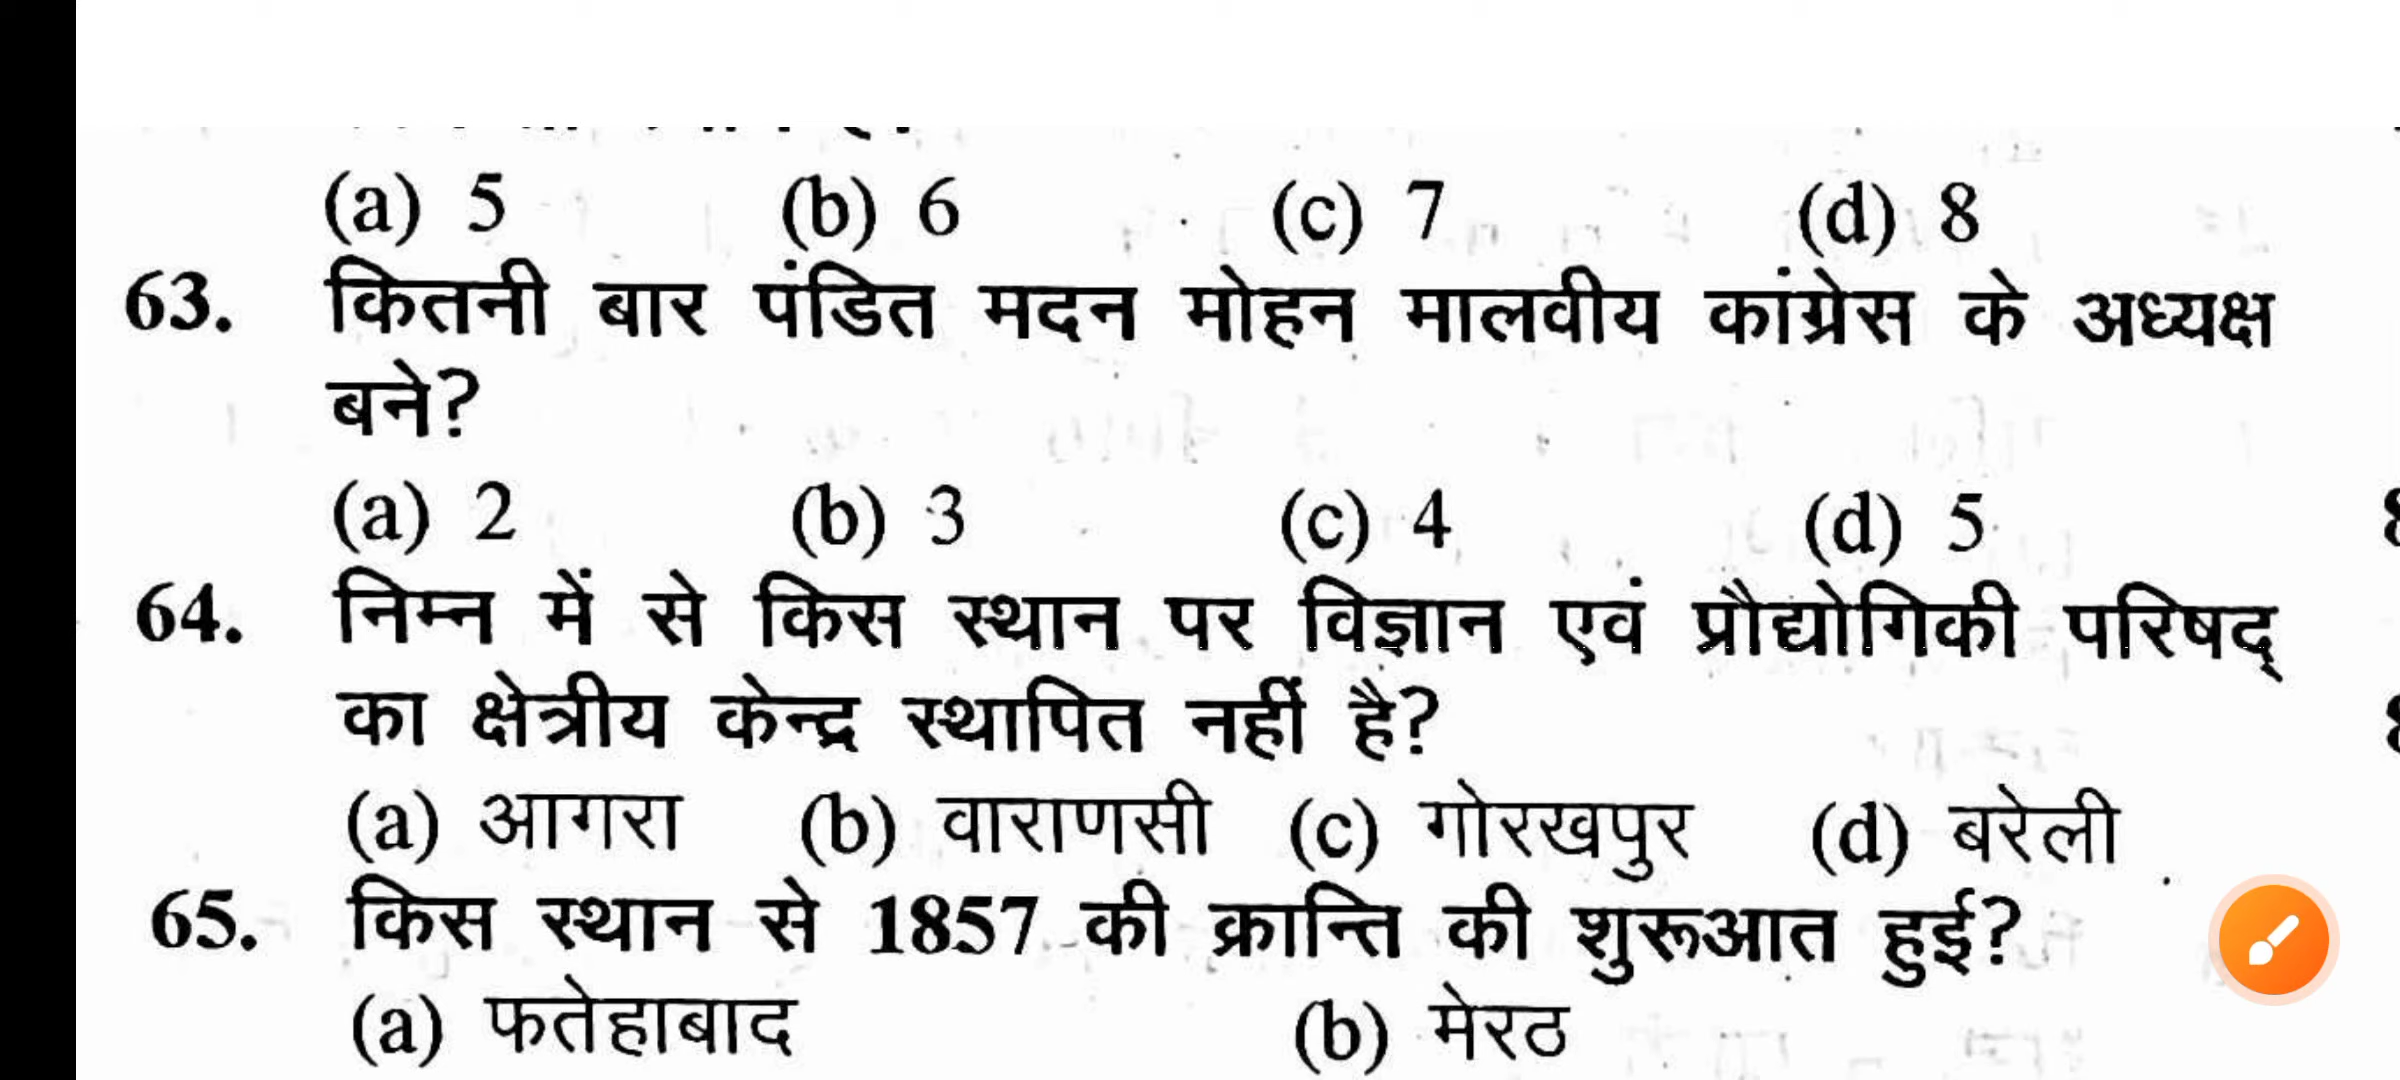 (a) 5 (b) 6 (c) 7 (d) 8
63. कितनी बार पंडित मदन मोहन मालवीय कांग्रेस के अध्यक्ष
बने?
(a) 2 (b) 3 (c) 4 (d) 5
64. निम्न में से किस स्थान पर विज्ञान एवं प्रौद्योगिकी परिषद्
का क्षेत्रीय केन्द्र स्थापित नहीं है?
(a) आगरा (b) वाराणसी (c) गोरखपुर (d) बरेली
65. किस स्थान से 1857 की क्रान्ति की शुरूआत हुई?
(a) फतेहाबाद (b) मेरठ